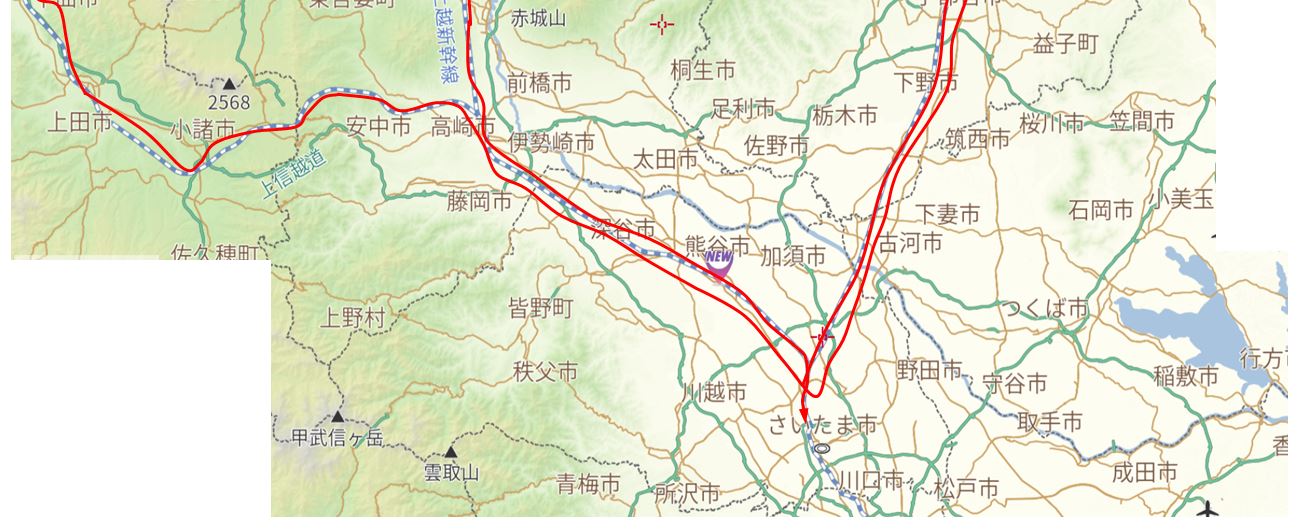 赤城山
益子町
上越新幹線
前橋市
桐生市
下野市
2568
上田市
小諸市
安中市
高崎市
伊勢崎市
足利市
栃木市
桜川市
笠間市
太田市
佐野市
筑西市
上信越道
藤岡市
深谷市
熊谷市
加須市
古河市
下妻市
石岡市
小美玉
佐久穂町
NEW
上野村
皆野町
つくば市
秩父市
川越市
野田市
守谷市
稲敷市
行方市
甲武信ヶ岳
さいたま市
取手市
雲取山
青梅市
所沢市
川口市
松戸市
成田市
香